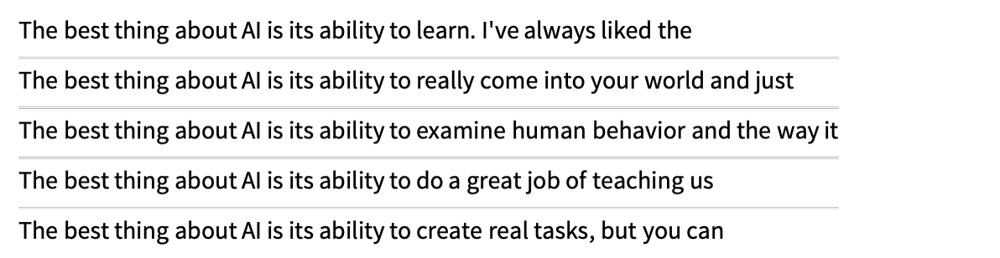 The best thing about AI is its ability to learn. I've always liked the
The best thing about AI is its ability to really come into your world and just
The best thing about AI is its ability to examine human behavior and the way it
The best thing about AI is its ability to do a great job of teaching us
The best thing about AI is its ability to create real tasks, but you can